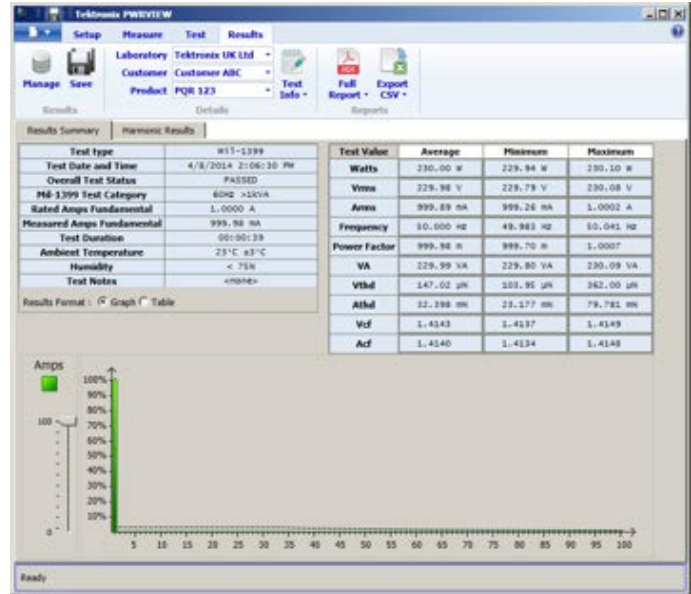 Tektronix PWRVIEW
Setup Measure Test Results
Manage Save
Laboratory Tektronix UK Ltd
Customer Customer ABC
Product PQR 123
Test Info
Full Report
Export CSV
Results Details Reports
Results Summary Harmonic Results
Test type Mil-1399
Test Date and Time 4/8/2014 2:06:30 PM
Overall Test Status PASSED
Mil-1399 Test Category 60Hz >1kVA
Rated Amps Fundamental 1.0000 A
Measured Amps Fundamental 999.98 mA
Test Duration 00:00:39
Ambient Temperature 23°C ±3°C
Humidity < 75%
Test Notes <none>
Results Format : Graph Table
Test Value Average Minimum Maximum
Watts 230.00 W 229.94 W 230.10 W
Vrms 229.98 V 229.79 V 230.08 V
Arms 999.89 mA 999.26 mA 1.0002 A
Frequency 50.000 Hz 49.983 Hz 50.041 Hz
Power Factor 999.98 m 999.70 m 1.0007
VA 229.99 VA 229.80 VA 230.09 VA
Vthd 147.02 103.95 362.00
Athd 32.398 23.177 79.781
Vcf 1.4143 1.4137 1.4149
Acf 1.4140 1.4134 1.4148
Amps
100
0
100%
90%
80%
70%
60%
50%
40%
30%
20%
10%
5 10 15 20 25 30 35 40 45 50 55 60 65 70 75 80 85 90 95 100
Ready